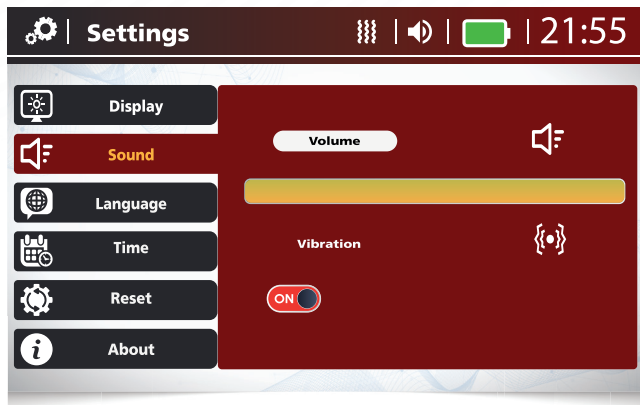 Settings
21:55
Display
Sound
Language
Time
Reset
About
Volume
Vibration
ON